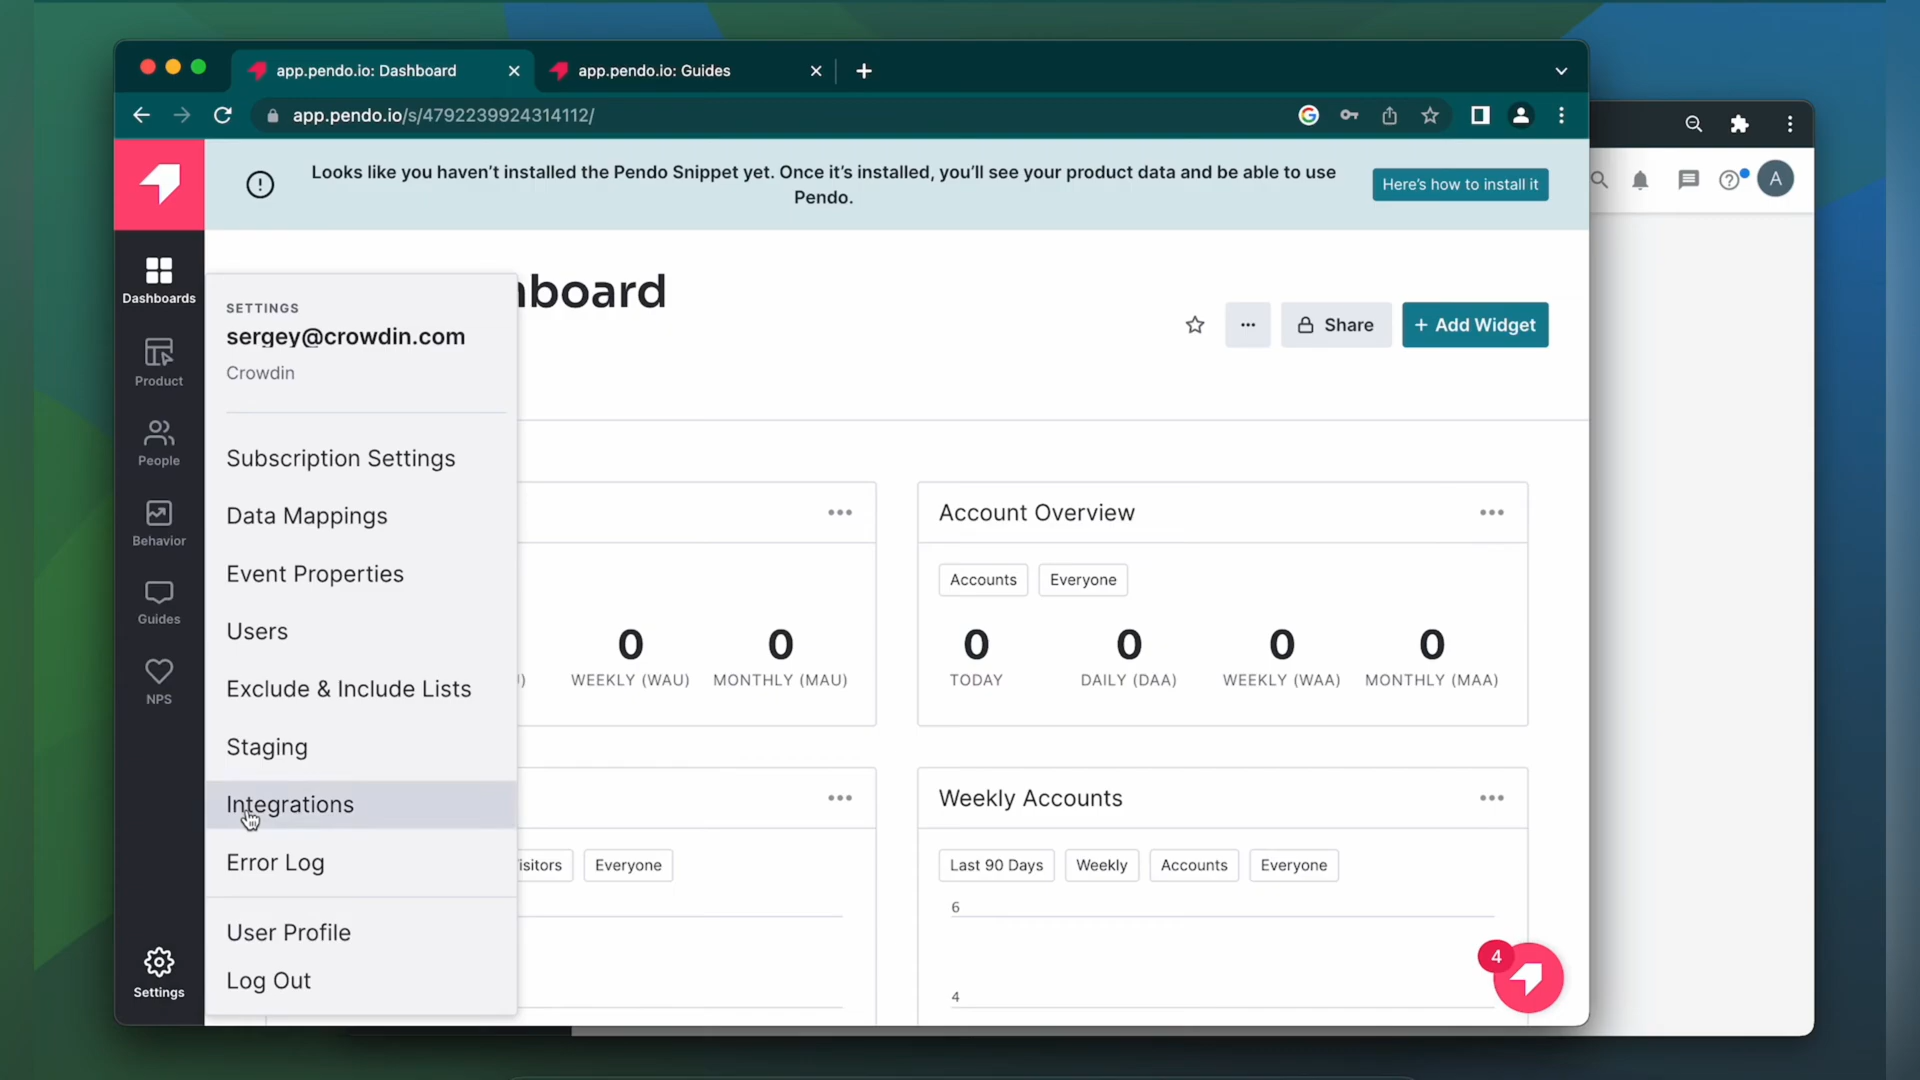 app.pendo.io: Dashboard
app.pendo.io: Guides
app.pendo.io/s/4792239924314112/
A
Looks like you haven't installed the Pendo Snippet yet. Once it's installed, you'll see your product data and be able to use
Pendo.
Here's how to install it
Dashboards
Product
People
Behavior
Guides
NPS
Settings
SETTINGS
sergey@crowdin.com
Crowdin
Subscription Settings
Data Mappings
Event Properties
Users
Exclude & Include Lists
Staging
Integrations
Error Log
User Profile
Log Out
board
Share
+ Add Widget
0
WEEKLY (WAU)
0
MONTHLY (MAU)
Account Overview
Accounts
Everyone
0
TODAY
0
DAILY (DAA)
0
WEEKLY (WAA)
0
MONTHLY (MAA)
isitors
Everyone
Weekly Accounts
Last 90 Days
Weekly
Accounts
Everyone
6
4
4